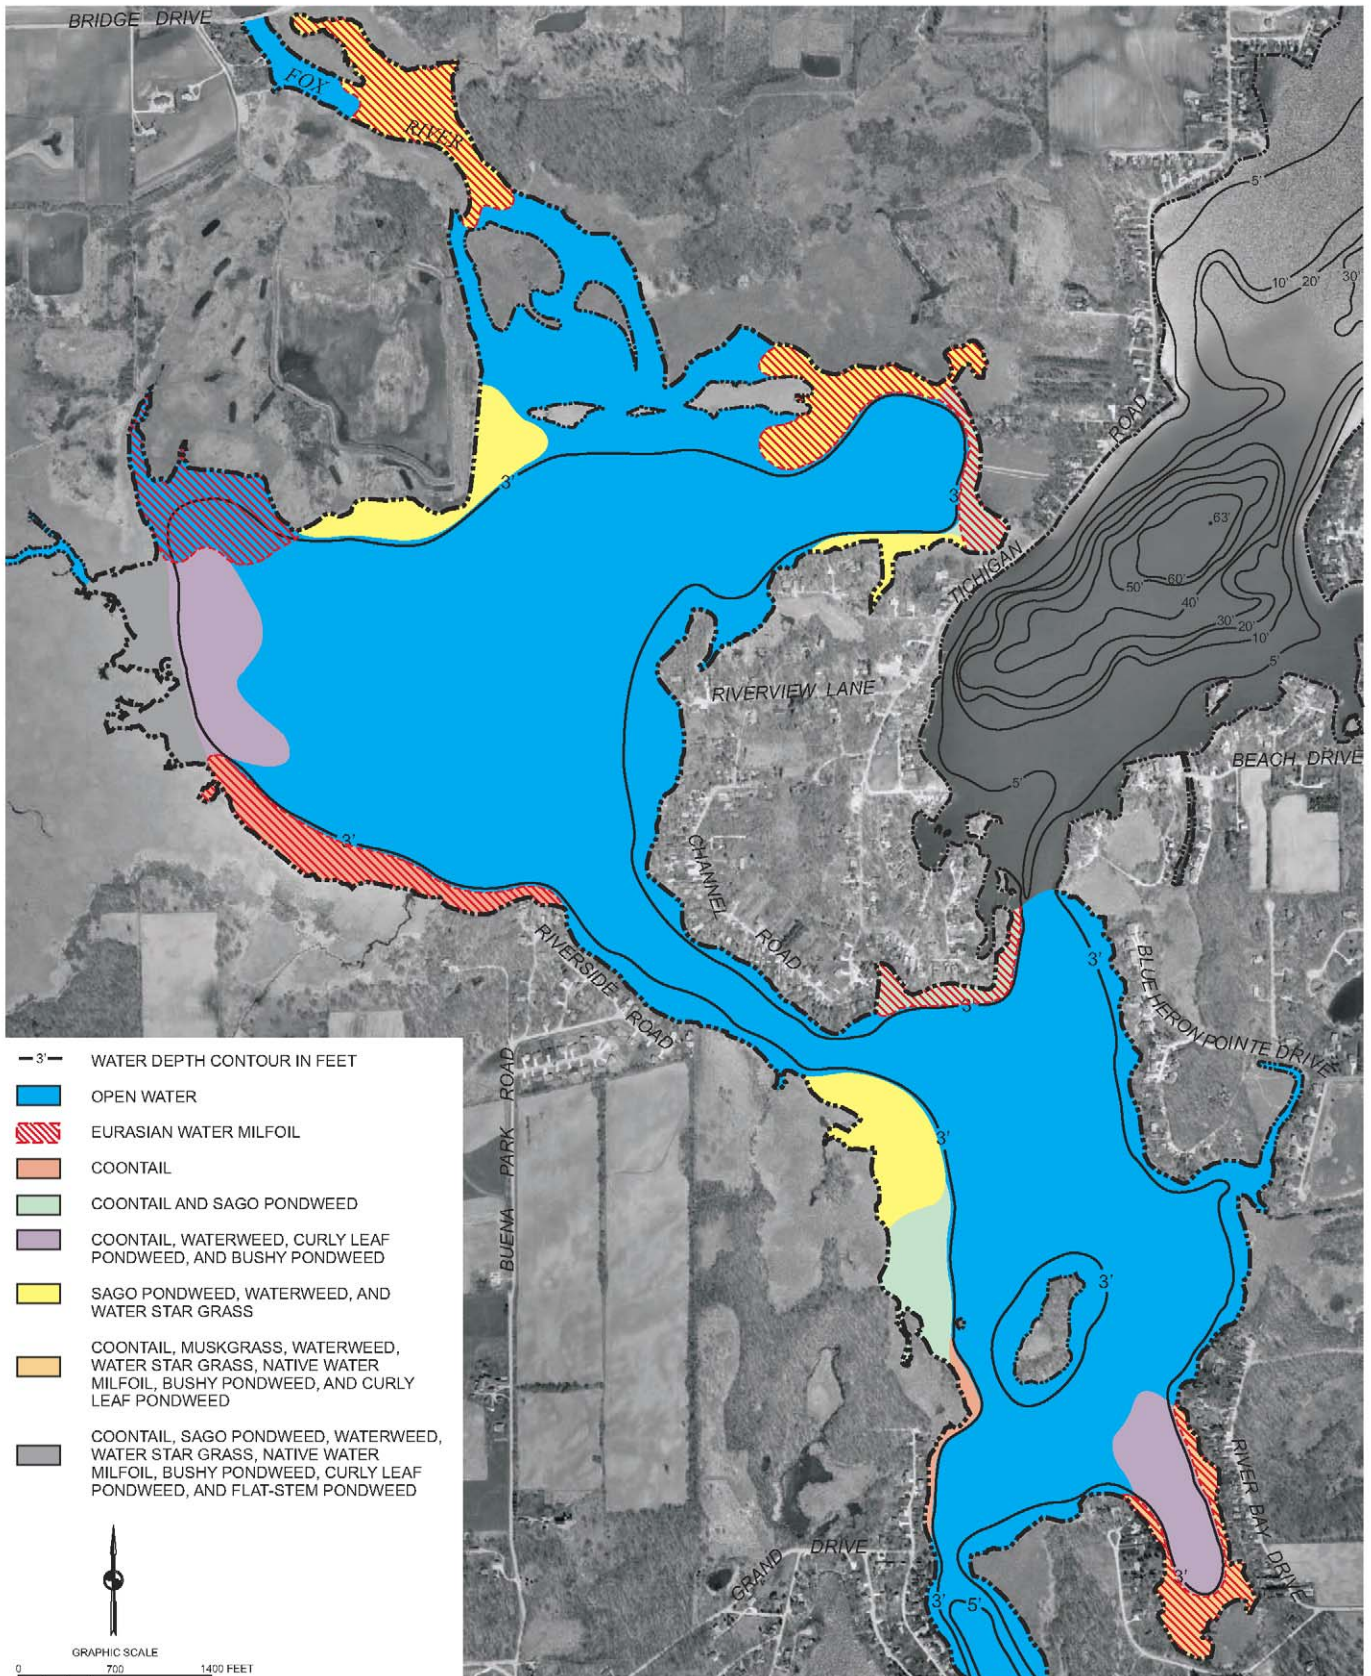 BRIDGE DRIVE
FOX
RIVER
5'
10'
20'
30'
ROAD
3'
3'
63'
60'
50'
40'
30'
20'
10'
5'
TICHIGAN
RIVERVIEW LANE
BEACH DRIVE
5'
3'
CHANNEL
ROAD
RIVERSIDE
ROAD
3'
3'
BLUE HERON POINTE DRIVE
BUENA PARK ROAD
3'
3'
RIVER BAY
DRIVE
GRAND DRIVE
3'
3'
5'
3' WATER DEPTH CONTOUR IN FEET
OPEN WATER
EURASIAN WATER MILFOIL
COONTAIL
COONTAIL AND SAGO PONDWEED
COONTAIL, WATERWEED, CURLY LEAF
PONDWEED, AND BUSHY PONDWEED
SAGO PONDWEED, WATERWEED, AND
WATER STAR GRASS
COONTAIL, MUSKGRASS, WATERWEED,
WATER STAR GRASS, NATIVE WATER
MILFOIL, BUSHY PONDWEED, AND CURLY
LEAF PONDWEED
COONTAIL, SAGO PONDWEED, WATERWEED,
WATER STAR GRASS, NATIVE WATER
MILFOIL, BUSHY PONDWEED, CURLY LEAF
PONDWEED, AND FLAT-STEM PONDWEED
GRAPHIC SCALE
0 700 1400 FEET